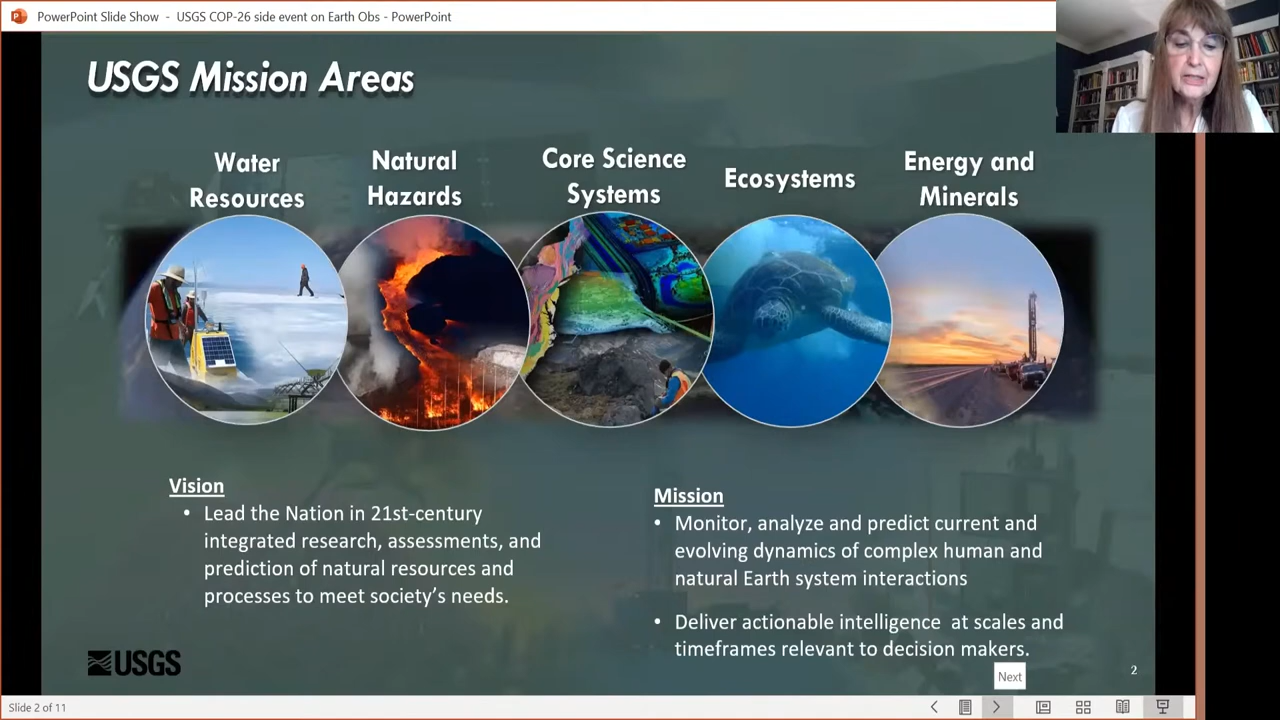 PowerPoint Slide Show - USGS COP-26 side event on Earth Obs - PowerPoint
USGS Mission Areas
Water
Resources
Natural
Hazards
Core Science
Systems
Ecosystems
Energy and
Minerals
Vision
• Lead the Nation in 21st-century
integrated research, assessments, and
prediction of natural resources and
processes to meet society’s needs.
Mission
• Monitor, analyze and predict current and
evolving dynamics of complex human and
natural Earth system interactions
• Deliver actionable intelligence at scales and
timeframes relevant to decision makers.
USGS
Next
2
Slide 2 of 11